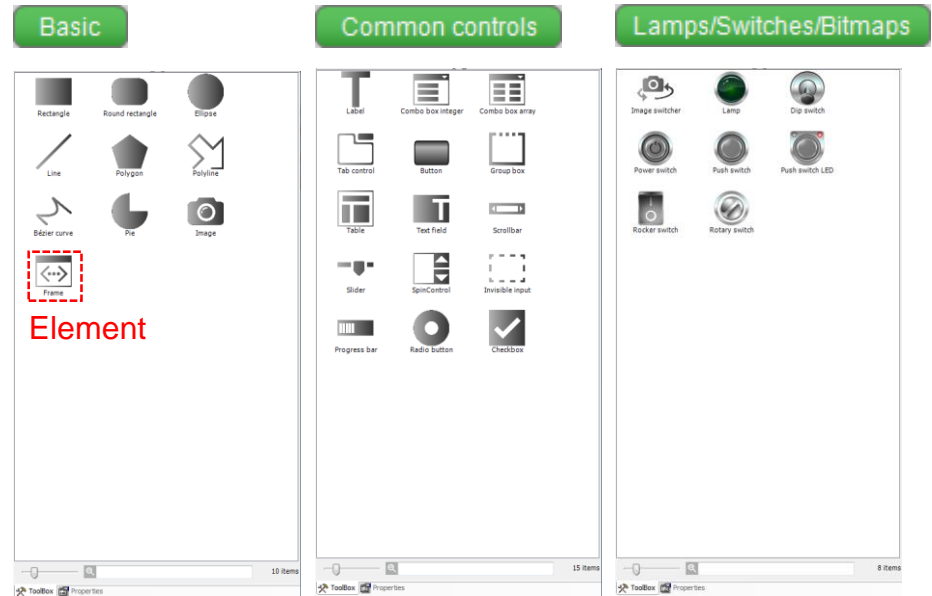 Basic
Common controls
Lamps/Switches/Bitmaps
Rectangle Round rectangle Ellipse
Line Polygon Polyline
Bézier curve Pie Image
Frame
Element
10 items
ToolBox Properties
Label Combo box integer Combo box array
Tab control Button Group box
Table Text field Scrollbar
Slider SpinControl Invisible input
Progress bar Radio button Checkbox
15 items
ToolBox Properties
Image switcher Lamp Dip switch
Power switch Push switch Push switch LED
Rocker switch Rotary switch
8 items
ToolBox Properties